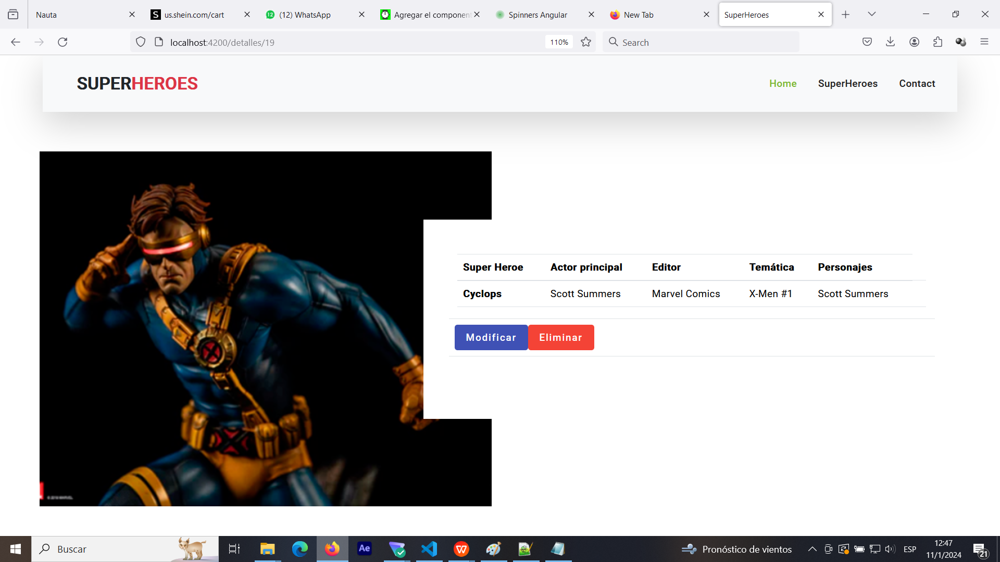 Nauta
S us.shein.com/cart
12 (12) WhatsApp
Agregar el component
Spinners Angular
New Tab
SuperHeroes
localhost:4200/detalles/19
110%
Search
SUPERHEROES
Home
SuperHeroes
Contact
Super Heroe Actor principal Editor Temática Personajes
Cyclops Scott Summers Marvel Comics X-Men #1 Scott Summers
Modificar Eliminar
Buscar
Ae
W
Pronóstico de vientos
ESP
12:47
11/1/2024
21